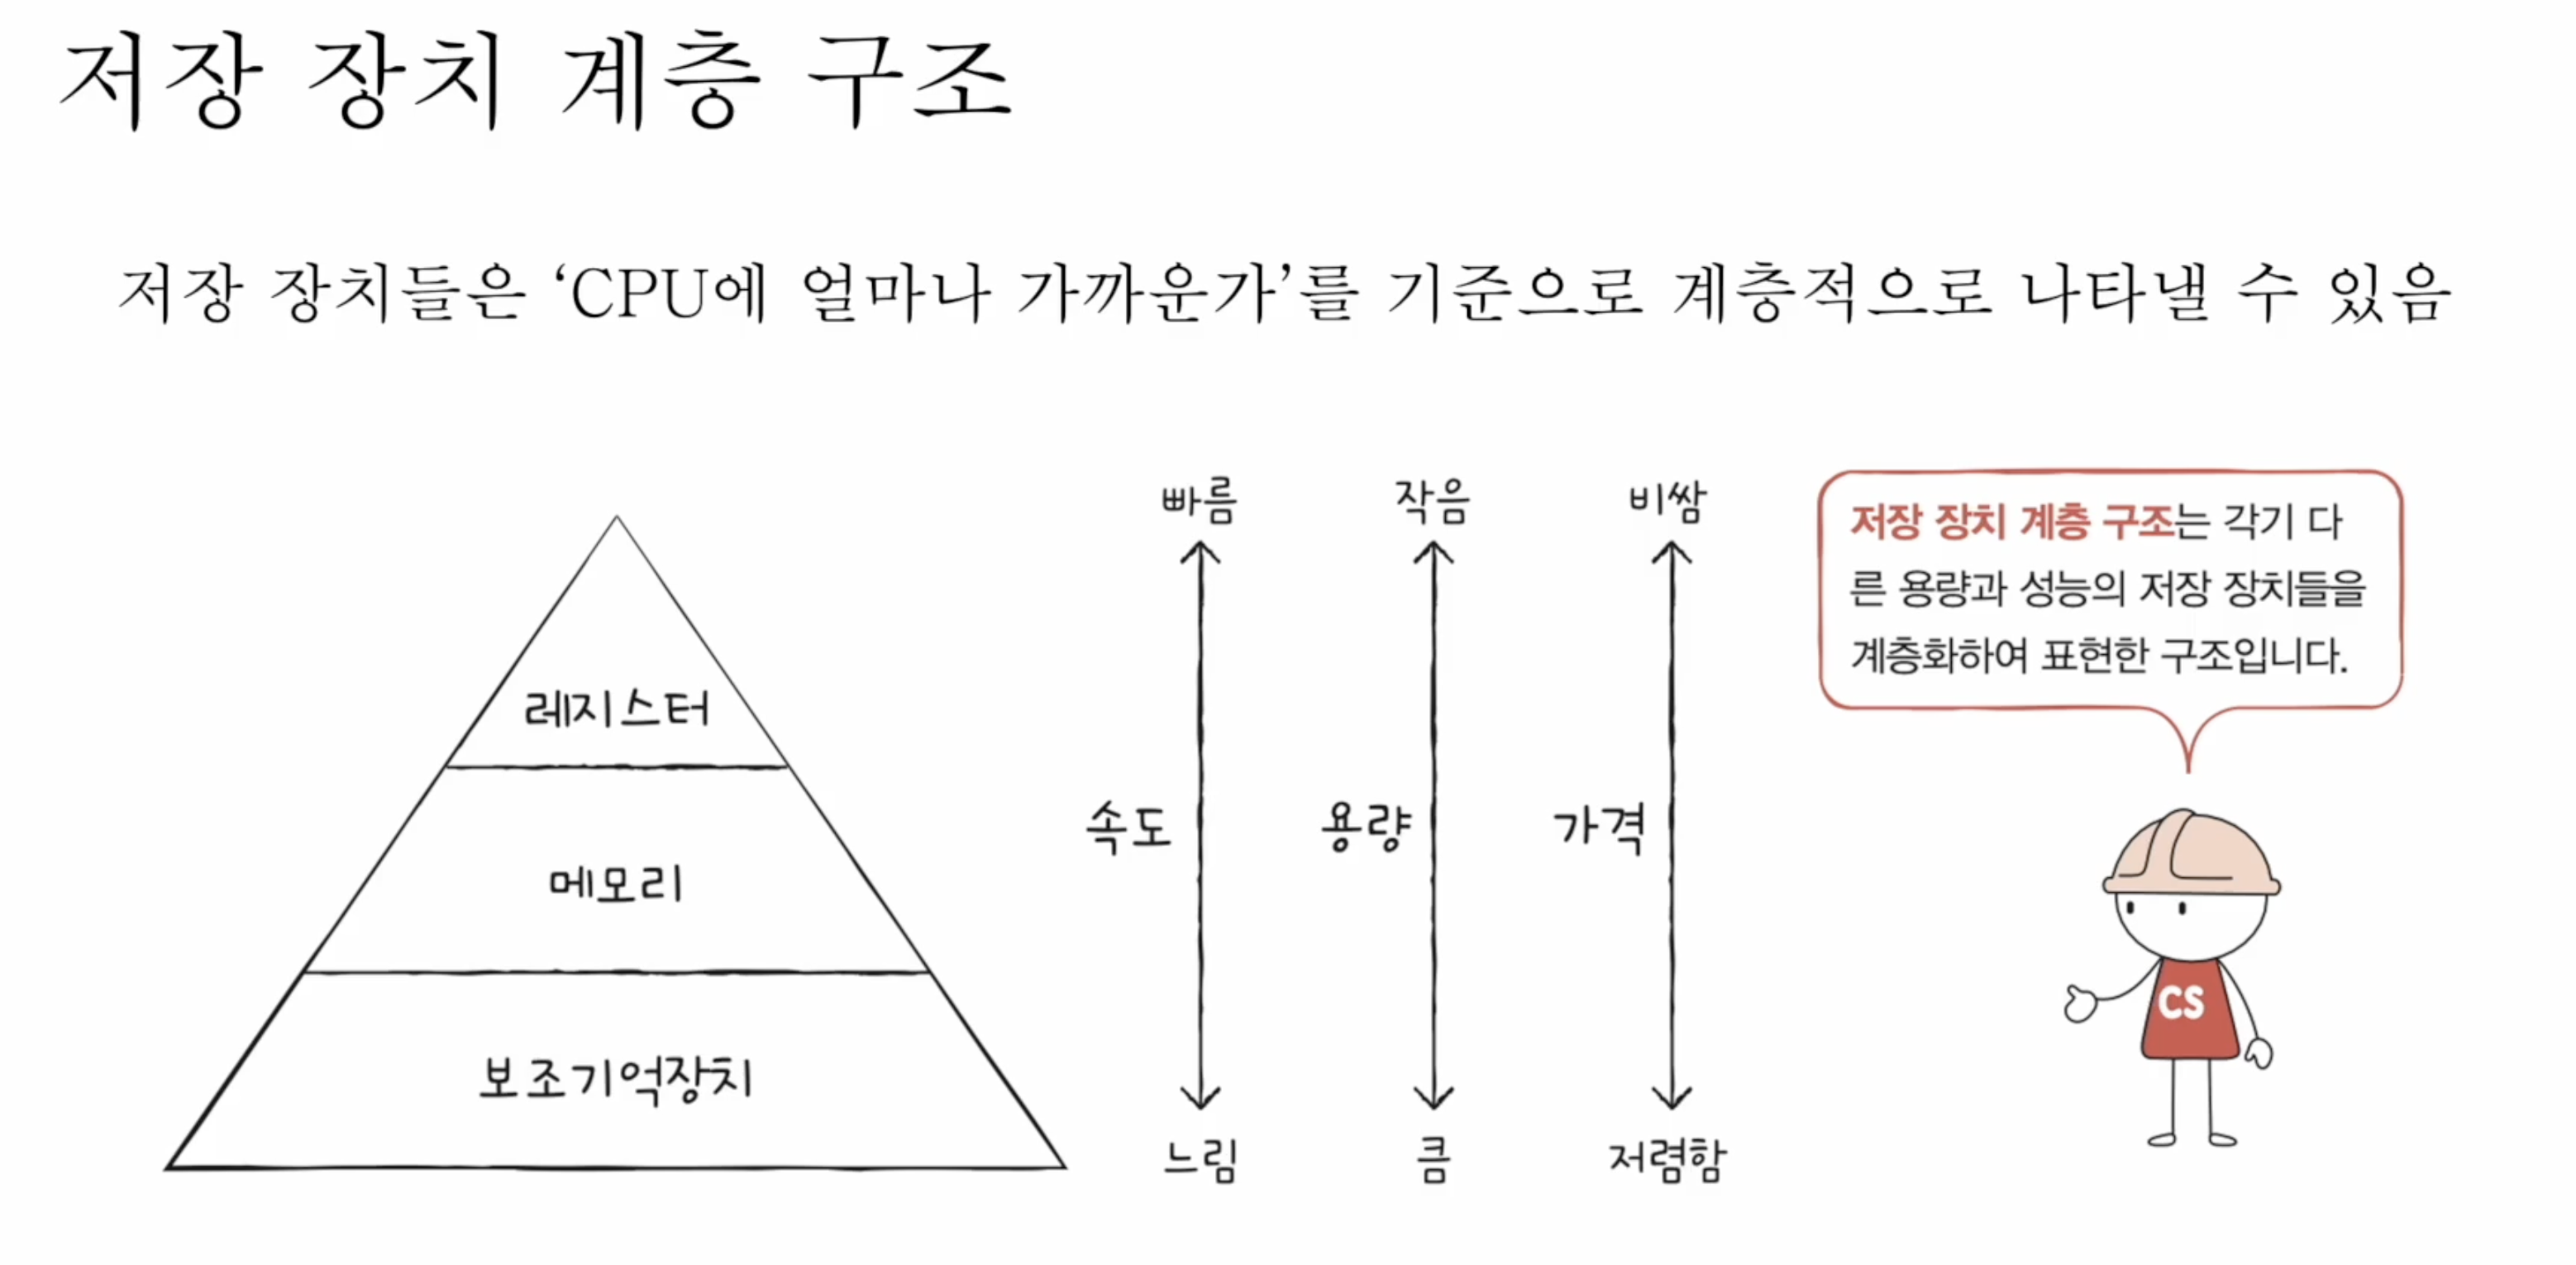 저장 장치 계층 구조
저장 장치들은 ‘CPU에 얼마나 가까운가’를 기준으로 계층적으로 나타낼 수 있음
레지스터
메모리
보조기억장치
빠름
속도
느림
작음
용량
큼
비쌈
가격
저렴함
저장 장치 계층 구조는 각기 다
른 용량과 성능의 저장 장치들을
계층화하여 표현한 구조입니다.
CS